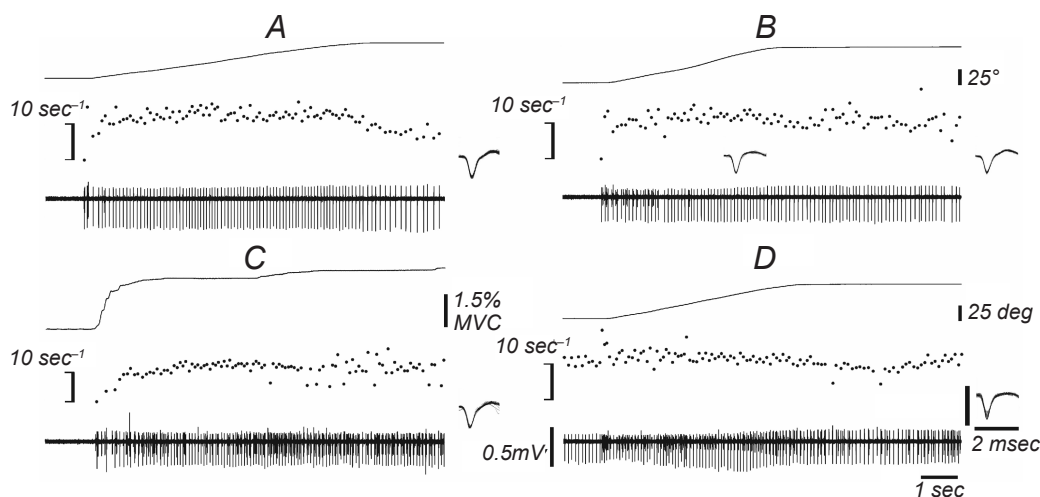 A
B
25°
10 sec⁻¹
10 sec⁻¹
C
D
1.5%
MVC
25 deg
10 sec⁻¹
10 sec⁻¹
0.5mV
2 msec
1 sec